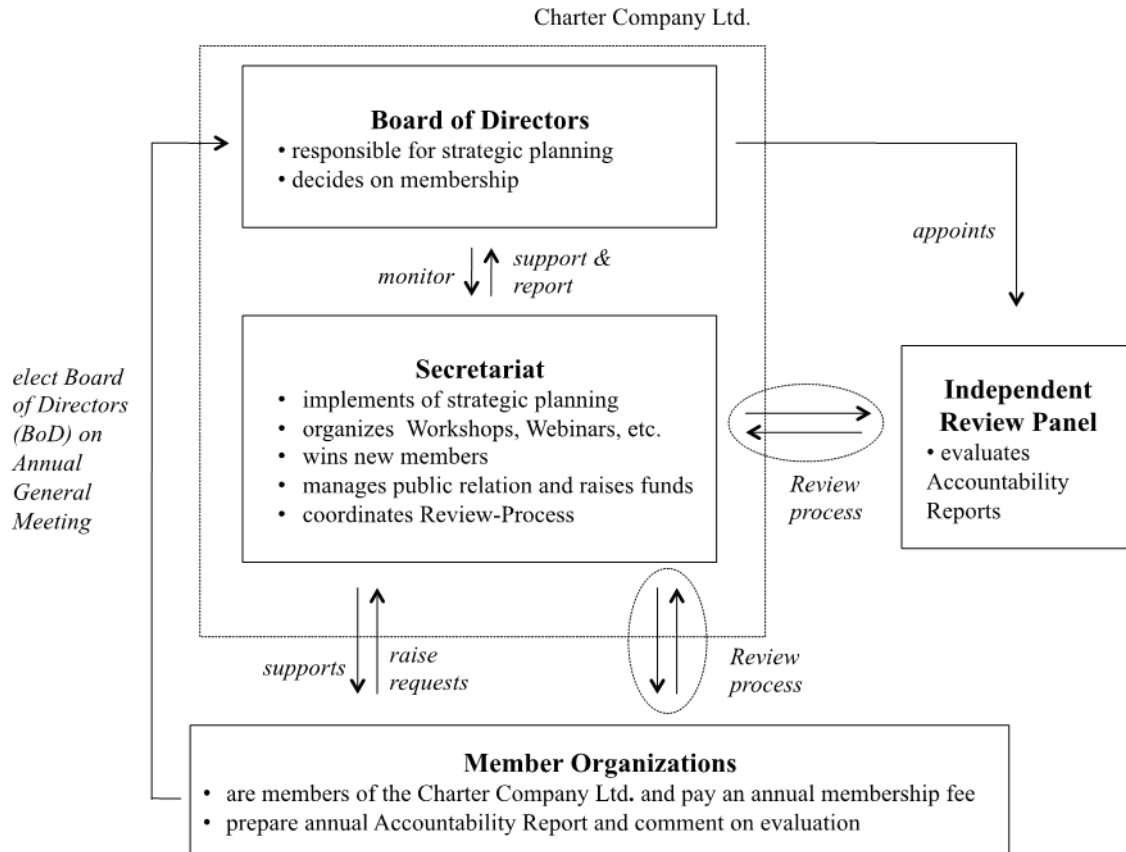 Charter Company Ltd.
Board of Directors
• responsible for strategic planning
• decides on membership
monitor
support &
report
appoints
elect Board
of Directors
(BoD) on
Annual
General
Meeting
Secretariat
• implements of strategic planning
• organizes Workshops, Webinars, etc.
• wins new members
• manages public relation and raises funds
• coordinates Review-Process
Review
process
Independent
Review Panel
• evaluates
Accountability
Reports
supports
raise
requests
Review
process
Member Organizations
• are members of the Charter Company Ltd. and pay an annual membership fee
• prepare annual Accountability Report and comment on evaluation